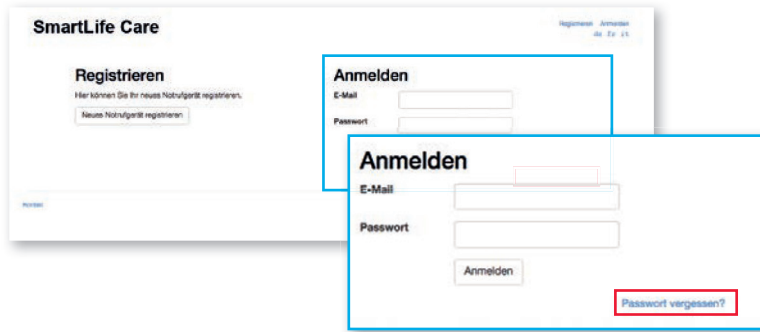 SmartLife Care
Registrieren Anmelden
de fr it
Registrieren
Hier können Sie Ihr neues Notrufgerät registrieren.
Neues Notrufgerät registrieren
Anmelden
E-Mail
Passwort
Kontakt
Anmelden
E-Mail
Passwort
Anmelden
Passwort vergessen?